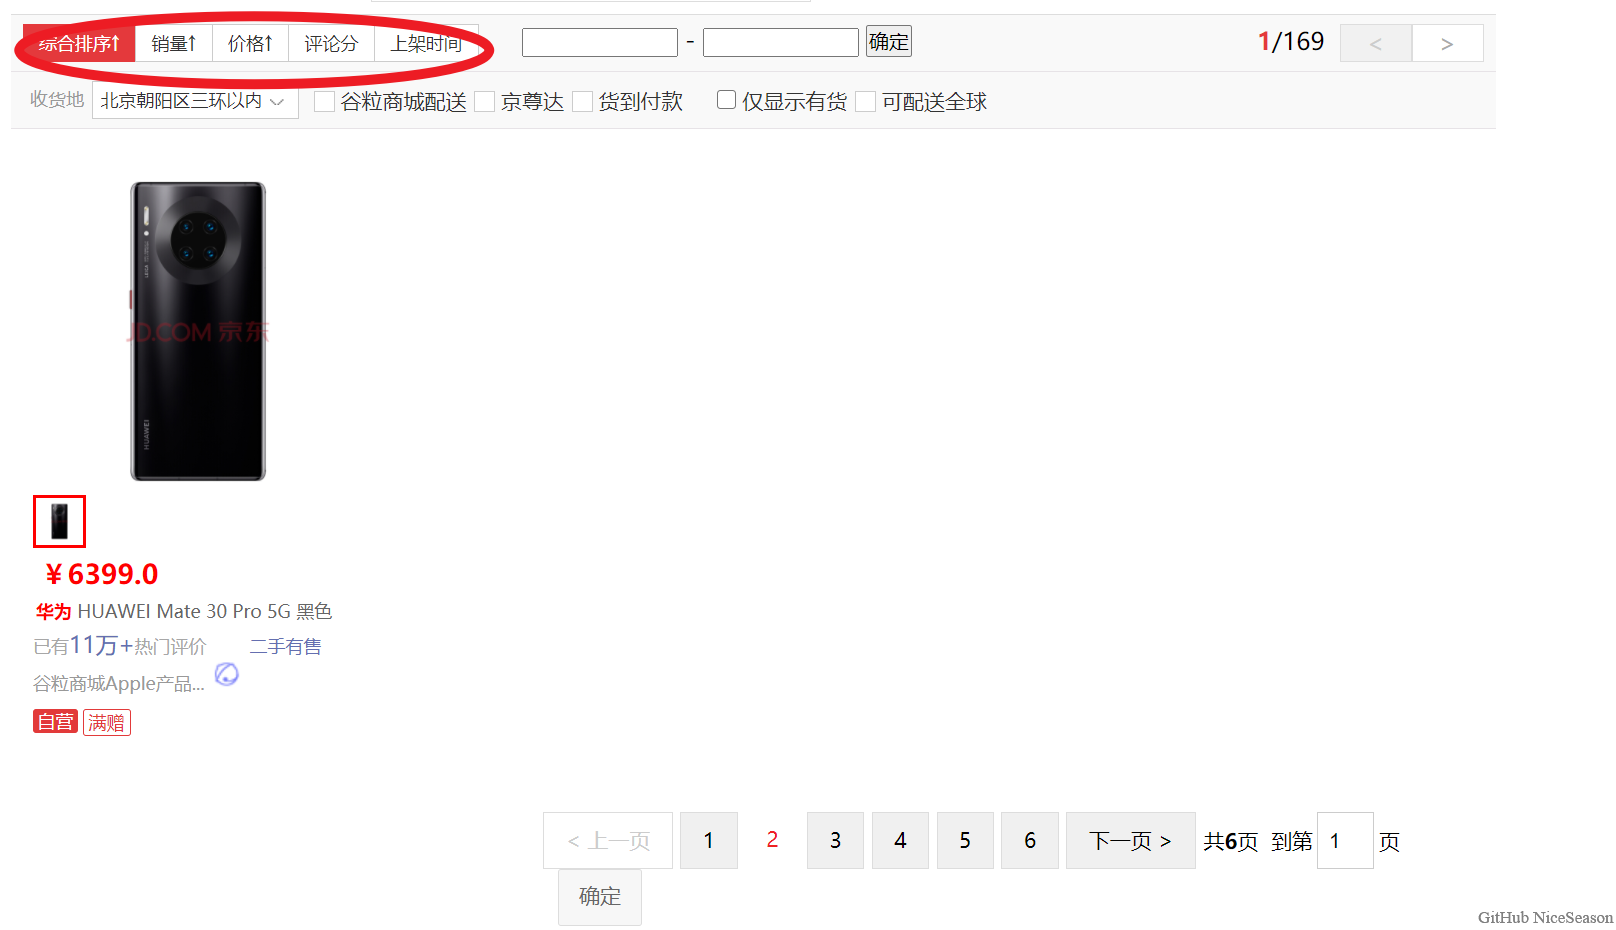 综合排序↑ 销量↑ 价格↑ 评论分 上架时间 - 确定 1/169 < >
收货地 北京朝阳区三环以内 谷粒商城配送 京尊达 货到付款 仅显示有货 可配送全球
JD.COM 京东
HUAWEI
￥6399.0
华为 HUAWEI Mate 30 Pro 5G 黑色
已有11万+热门评价 二手有售
谷粒商城Apple产品...
自营 满赠
< 上一页 1 2 3 4 5 6 下一页 > 共6页 到第 1 页
确定
GitHub NiceSeason